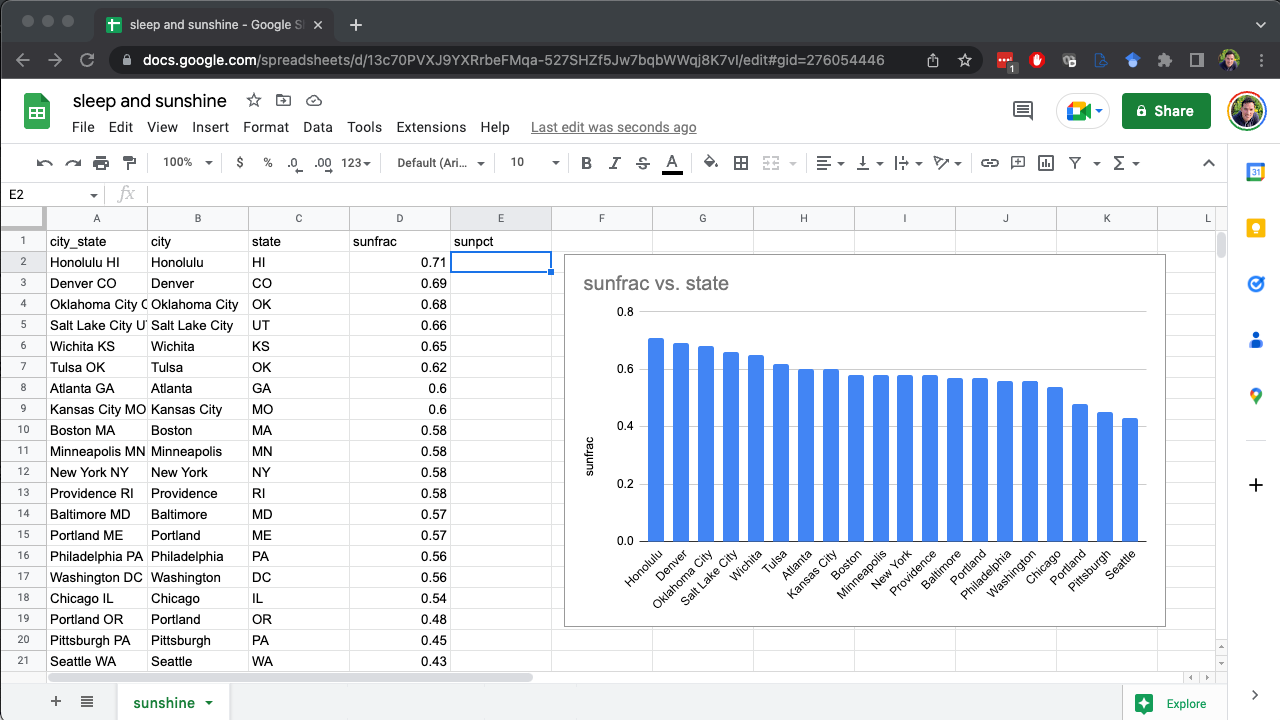 sleep and sunshine - Google S
docs.google.com/spreadsheets/d/13c70PVXJ9YXRrbeFMqa-527SHZf5Jw7bqbWWqj8K7vI/edit#gid=276054446
1
sleep and sunshine
File Edit View Insert Format Data Tools Extensions Help Last edit was seconds ago
Share
100% $ % .0 .00 123 Default (Ari... 10 B I S A Σ
31
E2 fx
A B C D E F G H I J K L
1 city_state city state sunfrac sunpct
2 Honolulu HI Honolulu HI 0.71
3 Denver CO Denver CO 0.69
4 Oklahoma City Oklahoma City OK 0.68
5 Salt Lake City U Salt Lake City UT 0.66
6 Wichita KS Wichita KS 0.65
7 Tulsa OK Tulsa OK 0.62
8 Atlanta GA Atlanta GA 0.6
9 Kansas City MO Kansas City MO 0.6
10 Boston MA Boston MA 0.58
11 Minneapolis MN Minneapolis MN 0.58
12 New York NY New York NY 0.58
13 Providence RI Providence RI 0.58
14 Baltimore MD Baltimore MD 0.57
15 Portland ME Portland ME 0.57
16 Philadelphia PA Philadelphia PA 0.56
17 Washington DC Washington DC 0.56
18 Chicago IL Chicago IL 0.54
19 Portland OR Portland OR 0.48
20 Pittsburgh PA Pittsburgh PA 0.45
21 Seattle WA Seattle WA 0.43
sunfrac vs. state
0.8
0.6
0.4
0.2
0.0
sunfrac
Honolulu
Denver
Oklahoma City
Salt Lake City
Wichita
Tulsa
Atlanta
Kansas City
Boston
Minneapolis
New York
Providence
Baltimore
Portland
Philadelphia
Washington
Chicago
Portland
Pittsburgh
Seattle
sunshine
Explore